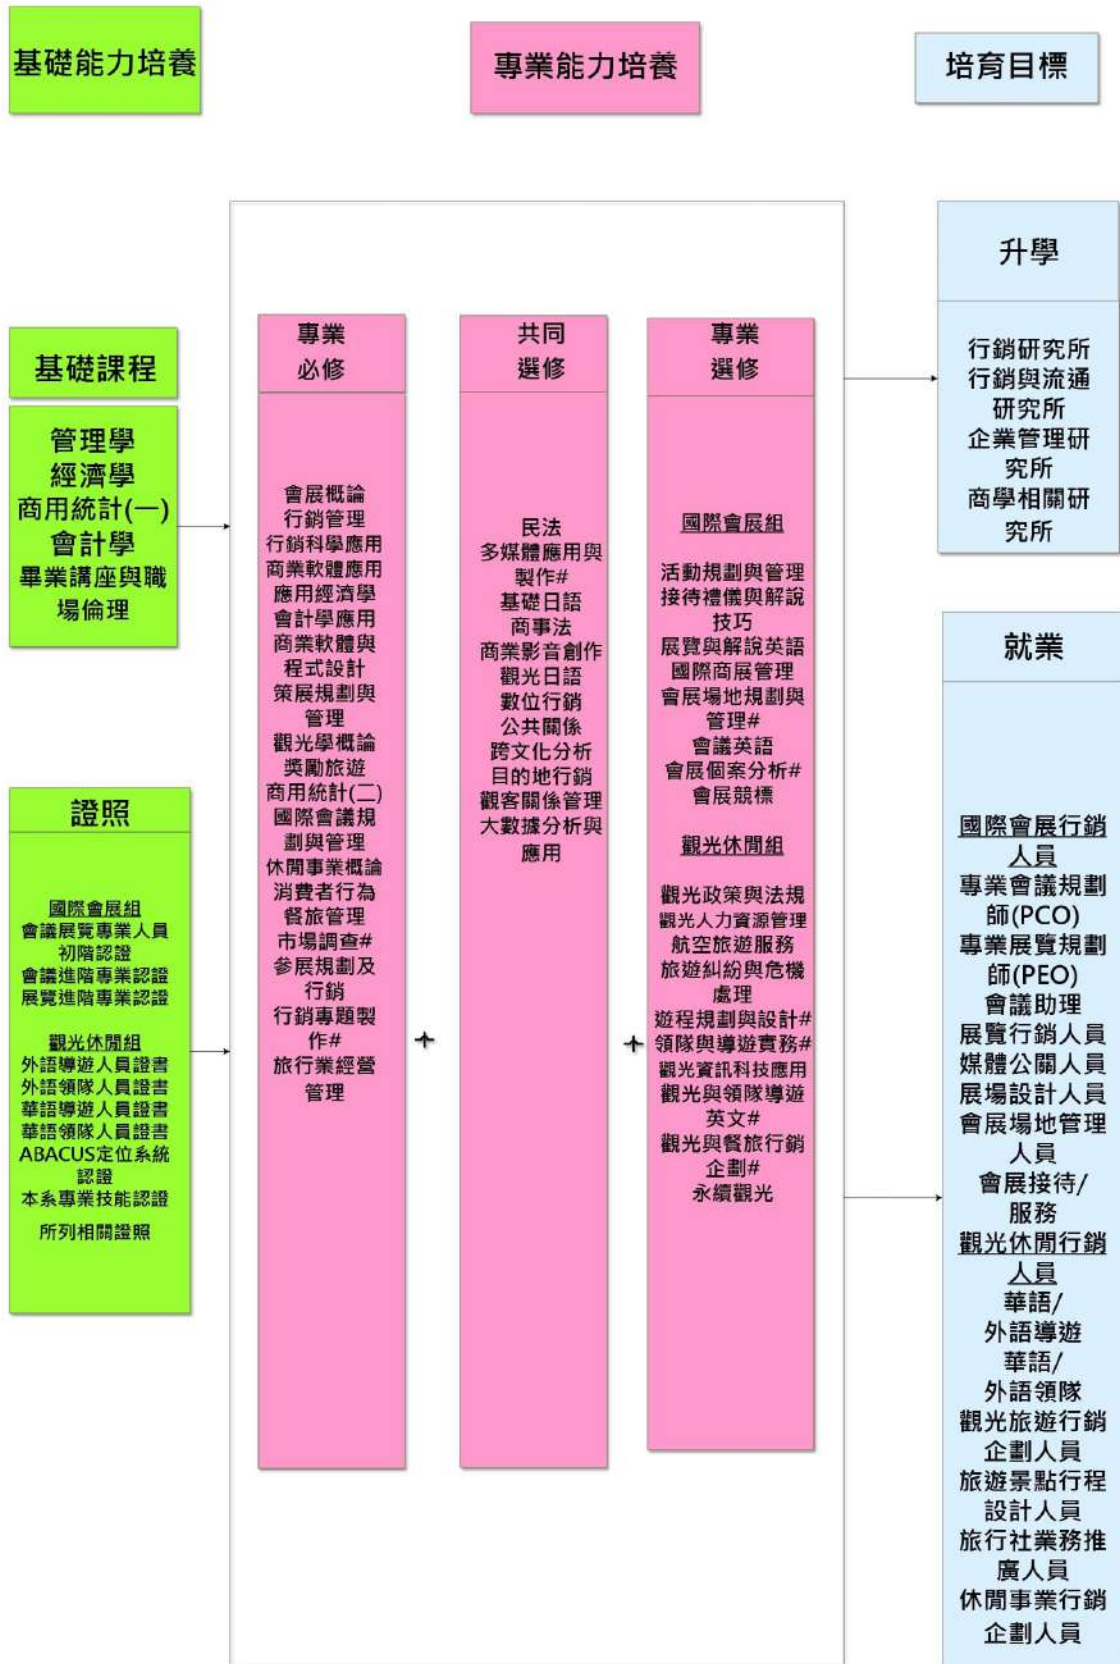 基礎能力培養
專業能力培養
培育目標
基礎課程
管理學
經濟學
商用統計(一)
會計學
畢業講座與職
場倫理
證照
國際會展組
會議展覽專業人員
初階認證
會議進階專業認證
展覽進階專業認證
觀光休閒組
外語導遊人員證書
外語領隊人員證書
華語導遊人員證書
華語領隊人員證書
ABACUS定位系統
認證
本系專業技能認證
所列相關證照
專業
必修
會展概論
行銷管理
行銷科學應用
商業軟體應用
應用經濟學
會計學應用
商業軟體與
程式設計
策展規劃與
管理
觀光學概論
獎勵旅遊
商用統計(二)
國際會議規
劃與管理
休閒事業概論
消費者行為
餐旅管理
市場調查#
參展規劃及
行銷
行銷專題製
作#
旅行業經營
管理
+
共同
選修
民法
多媒體應用與
製作#
基礎日語
商事法
商業影音創作
觀光日語
數位行銷
公共關係
跨文化分析
目的地行銷
觀客關係管理
大數據分析與
應用
+
專業
選修
國際會展組
活動規劃與管理
接待禮儀與解說
技巧
展覽與解說英語
國際商展管理
會展場地規劃與
管理#
會議英語
會展個案分析#
會展競標
觀光休閒組
觀光政策與法規
觀光人力資源管理
航空旅遊服務
旅遊糾紛與危機
處理
遊程規劃與設計#
領隊與導遊實務#
觀光資訊科技應用
觀光與領隊導遊
英文#
觀光與餐旅行銷
企劃#
永續觀光
升學
行銷研究所
行銷與流通
研究所
企業管理研
究所
商學相關研
究所
就業
國際會展行銷
人員
專業會議規劃
師(PCO)
專業展覽規劃
師(PEO)
會議助理
展覽行銷人員
媒體公關人員
展場設計人員
會展場地管理
人員
會展接待/
服務
觀光休閒行銷
人員
華語/
外語導遊
華語/
外語領隊
觀光旅遊行銷
企劃人員
旅遊景點行程
設計人員
旅行社業務推
廣人員
休閒事業行銷
企劃人員